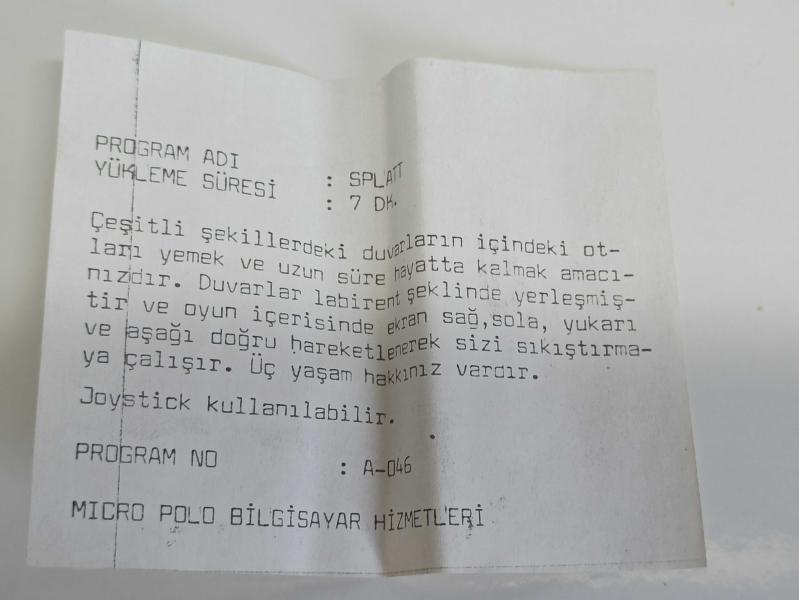 PROGRAM ADI : SPLATT
YÜKLEME SÜRESİ : 7 DK.
Çeşitli şekillerdeki duvarların içindeki ot-
ları yemek ve uzun süre hayatta kalmak amacı-
nızdır. Duvarlar labirent şeklinde yerleşmiş-
tir ve oyun içerisinde ekran sağ,sola, yukarı
ve aşağı doğru hareketlenerek sizi sıkıştırma-
ya çalışır. Üç yaşam hakkınız vardır.
Joystick kullanılabilir.
PROGRAM NO : A-046
MICRO POLO BİLGİSAYAR HİZMETLERİ